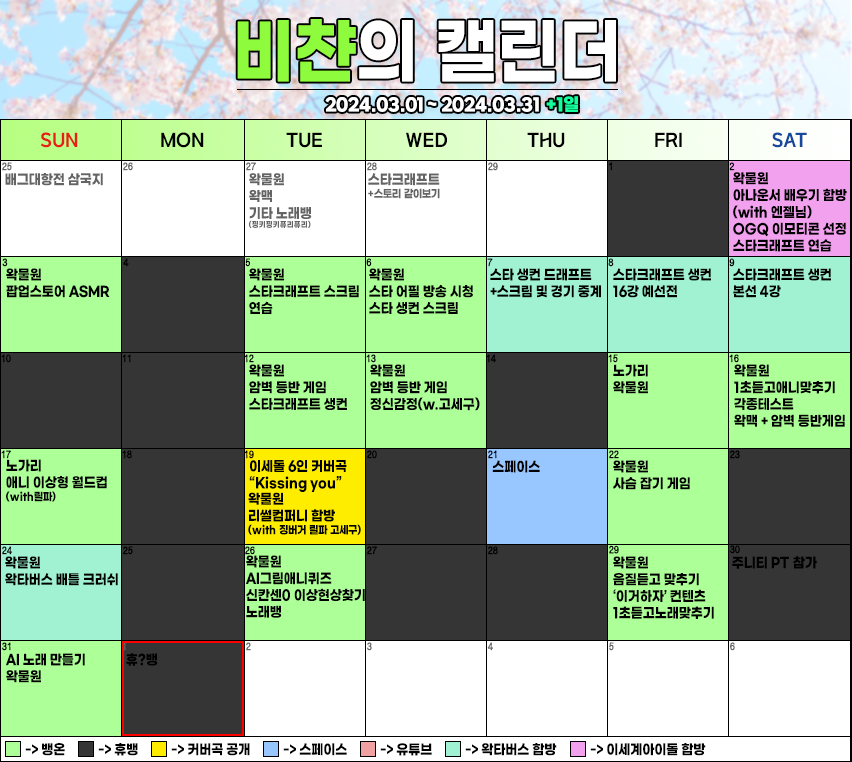 비챤의 캘린더
2024.03.01 ~ 2024.03.31 +1일
SUN MON TUE WED THU FRI SAT
25
배그대항전 삼국지
26
27
왁물원
왁맥
기타 노래뱅
(핑키핑키퓨리퓨리)
28
스타크래프트
+스토리 같이보기
29
1
2
왁물원
아나운서 배우기 합방
(with 엔젤님)
OGQ 이모티콘 선정
스타크래프트 연습
3
왁물원
팝업스토어 ASMR
4
5
왁물원
스타크래프트 스크림
연습
6
왁물원
스타 어필 방송 시청
스타 생컨 스크림
7
스타 생컨 드래프트
+스크림 및 경기 중계
8
스타크래프트 생컨
16강 예선전
9
스타크래프트 생컨
본선 4강
10
11
12
왁물원
암벽 등반 게임
스타크래프트 생컨
13
왁물원
암벽 등반 게임
정신감정(w.고세구)
14
15
노가리
왁물원
16
왁물원
1초듣고애니맞추기
각종테스트
왁맥 + 암벽 등반게임
17
노가리
애니 이상형 월드컵
(with릴파)
18
19
이세돌 6인 커버곡
“Kissing you”
왁물원
리썰컴퍼니 합방
(with 징버거 릴파 고세구)
20
21
스페이스
22
왁물원
사슴 잡기 게임
23
24
왁물원
왁타버스 배틀 크러쉬
25
26
왁물원
AI그림애니퀴즈
신칸센0 이상현상찾기
노래뱅
27
28
29
왁물원
음질듣고 맞추기
‘이거하자’ 컨텐츠
1초듣고노래맞추기
30
주니티 PT 참가
31
AI 노래 만들기
왁물원
휴?뱅
2
3
4
5
6
-> 뱅온 -> 휴뱅 -> 커버곡 공개 -> 스페이스 -> 유튜브 -> 왁타버스 합방 -> 이세계아이돌 합방